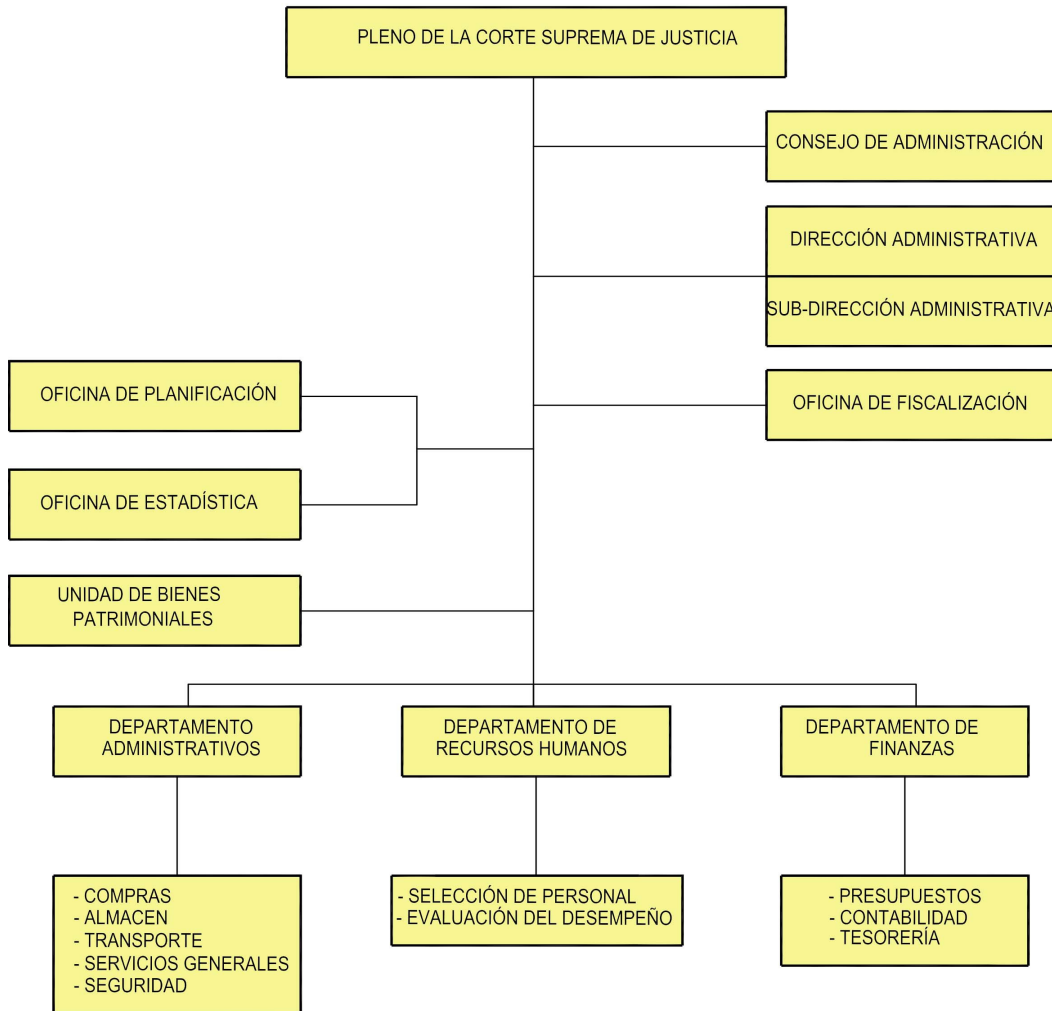 PLENO DE LA CORTE SUPREMA DE JUSTICIA
CONSEJO DE ADMINISTRACIÓN
DIRECCIÓN ADMINISTRATIVA
SUB-DIRECCIÓN ADMINISTRATIVA
OFICINA DE PLANIFICACIÓN
OFICINA DE FISCALIZACIÓN
OFICINA DE ESTADÍSTICA
UNIDAD DE BIENES
PATRIMONIALES
DEPARTAMENTO
ADMINISTRATIVOS
DEPARTAMENTO DE
RECURSOS HUMANOS
DEPARTAMENTO DE
FINANZAS
- COMPRAS
- ALMACEN
- TRANSPORTE
- SERVICIOS GENERALES
- SEGURIDAD
- SELECCIÓN DE PERSONAL
- EVALUACIÓN DEL DESEMPEÑO
- PRESUPUESTOS
- CONTABILIDAD
- TESORERÍA